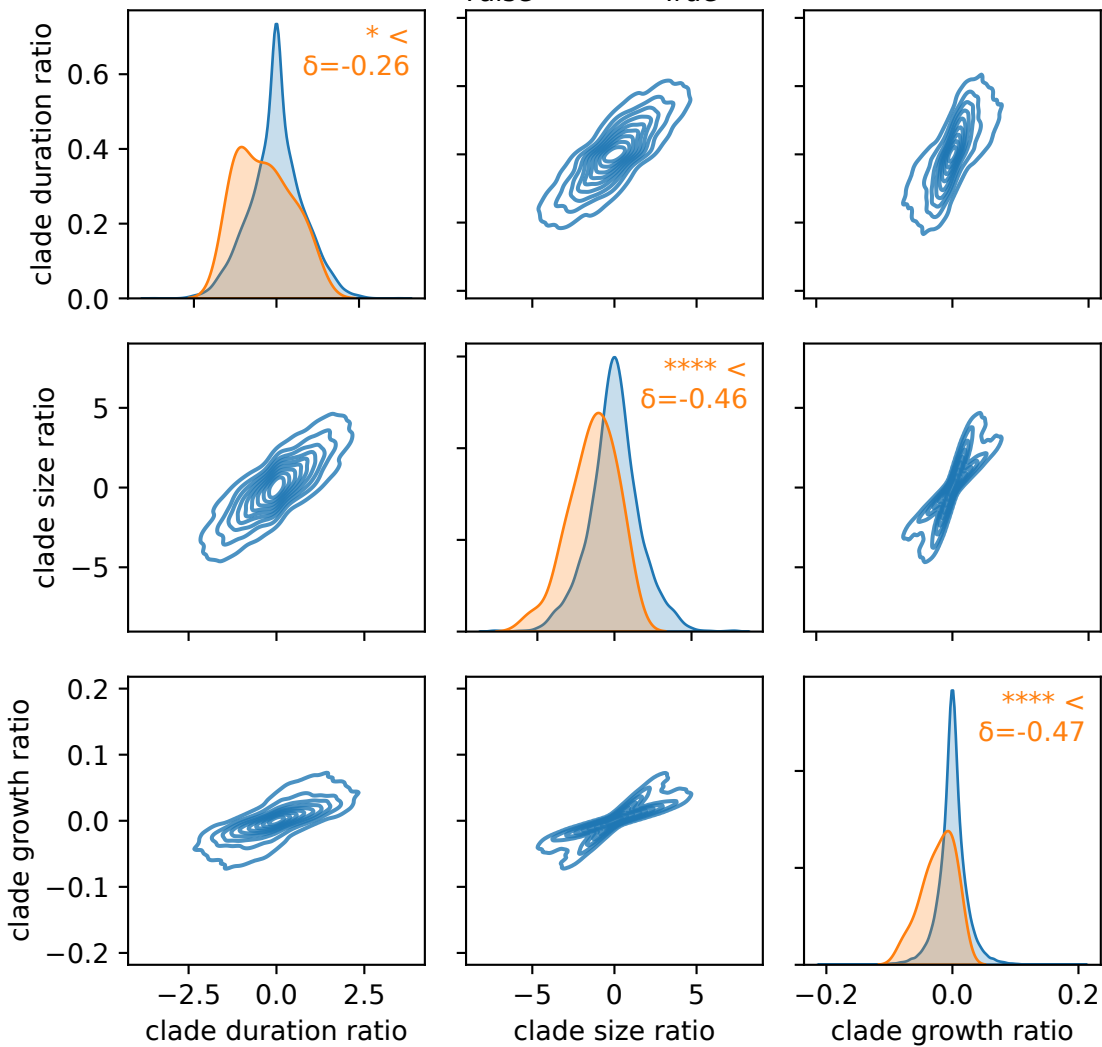 * <
δ=-0.26
clade duration ratio
0.6
0.4
0.2
0.0
clade size ratio
5
0
−5
**** <
δ=-0.46
clade growth ratio
0.2
0.1
0.0
−0.1
−0.2
**** <
δ=-0.47
−2.5 0.0 2.5
−5 0 5
−0.2 0.0 0.2
clade duration ratio
clade size ratio
clade growth ratio